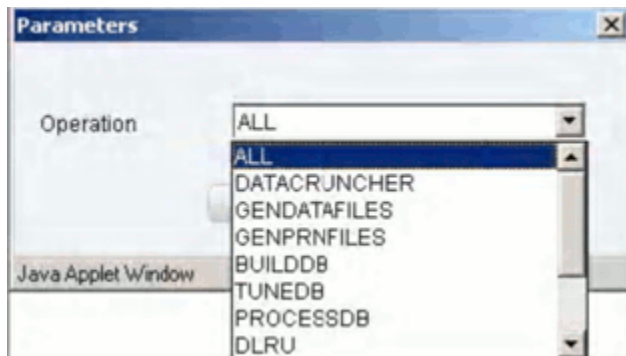 Parameters
Operation
ALL
ALL
DATACRUNCHER
GENDATAFILES
GENPRNFILES
BUILDDB
TUNEDB
PROCESSDB
DLRU
Java Applet Window